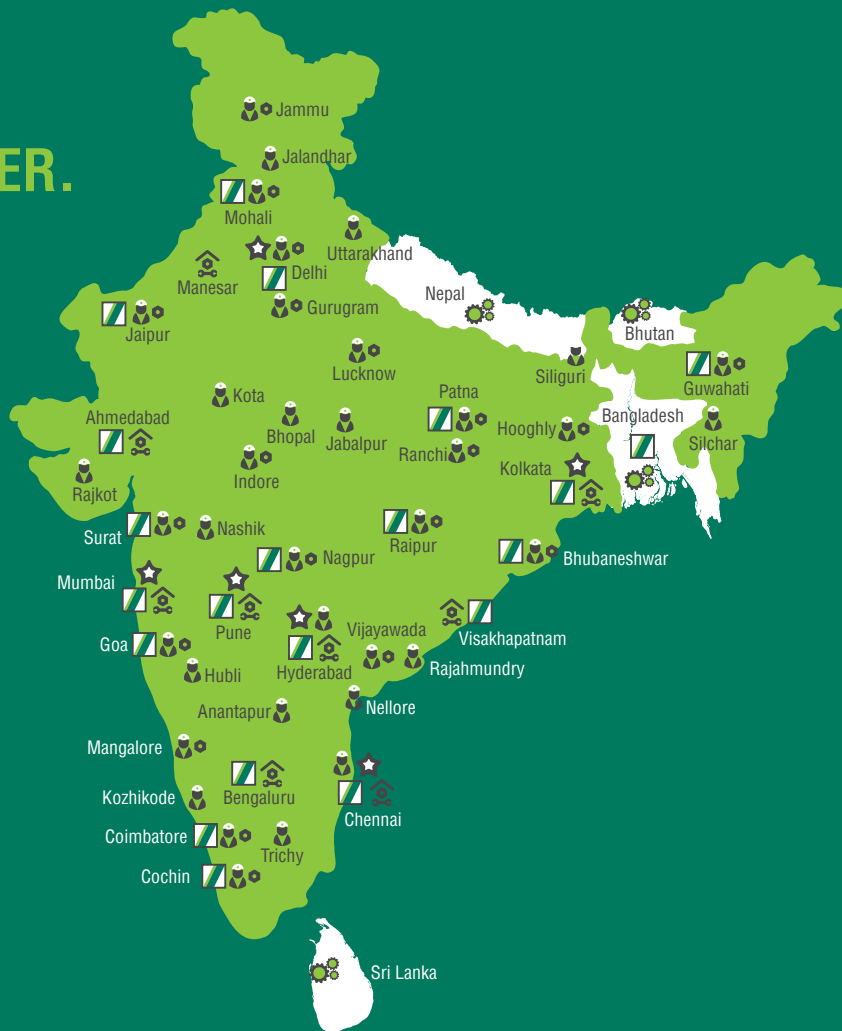 Jammu
Jalandhar
ER.
Mohali
Uttarakhand
Delhi
Manesar
Nepal
Gurugram
Jaipur
Bhutan
Lucknow
Siliguri
Guwahati
Kota
Patna
Ahmedabad
Bangladesh
Bhopal
Jabalpur
Hooghly
Silchar
Ranchi
Kolkata
Indore
Rajkot
Nashik
Surat
Raipur
Nagpur
Bhubaneshwar
Mumbai
Pune
Vijayawada
Visakhapatnam
Goa
Hyderabad
Rajahmundry
Hubli
Anantapur
Nellore
Mangalore
Kozhikode
Bengaluru
Chennai
Coimbatore
Trichy
Cochin
Sri Lanka